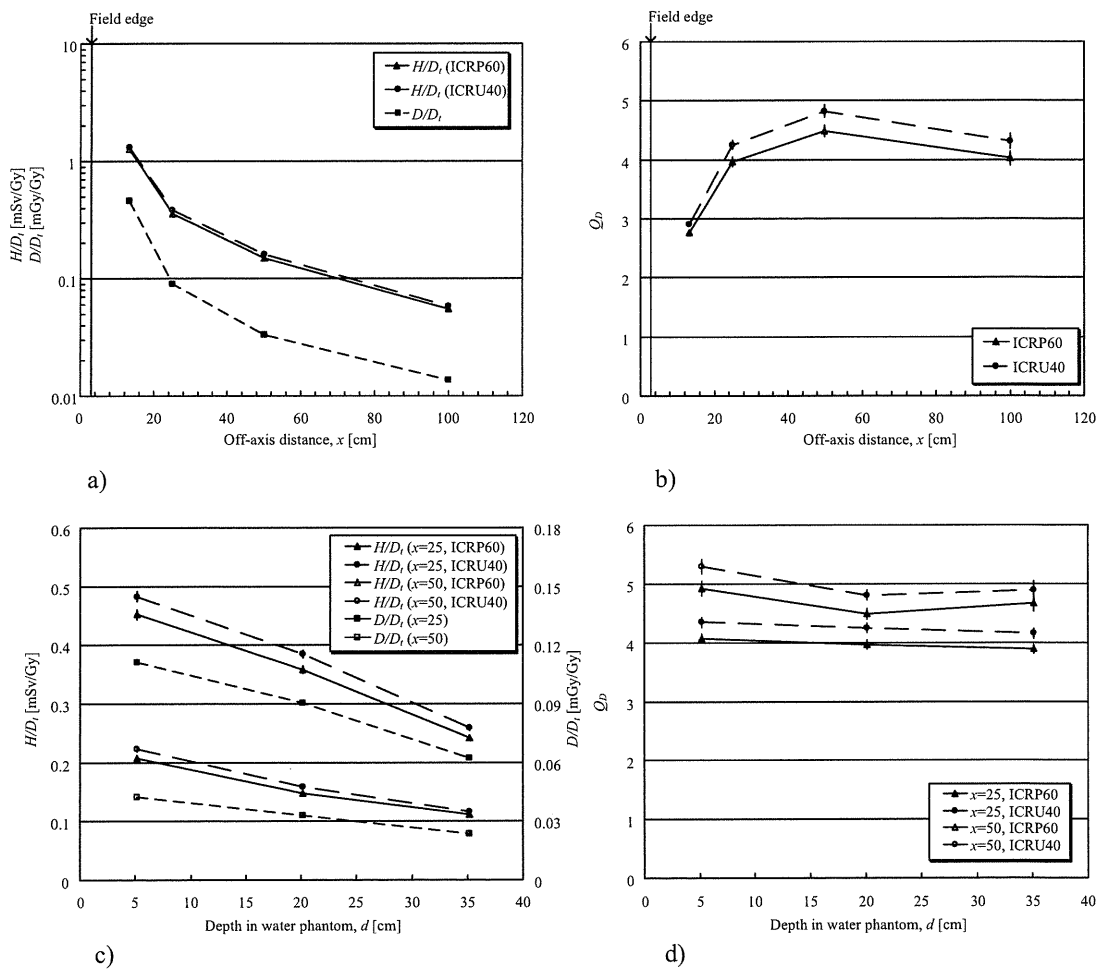 Field edge
10
1
0.1
0.01
H/Dt [mSv/Gy]
D/Dt [mGy/Gy]
H/Dt (ICRP60)
H/Dt (ICRU40)
D/Dt
0 20 40 60 80 100 120
Off-axis distance, x [cm]
a)
Field edge
6
5
4
3
2
1
0
QD
ICRP60
ICRU40
0 20 40 60 80 100 120
Off-axis distance, x [cm]
b)
0.6
0.5
0.4
0.3
0.2
0.1
0
H/Dt [mSv/Gy]
H/Dt (x=25, ICRP60)
H/Dt (x=25, ICRU40)
H/Dt (x=50, ICRP60)
H/Dt (x=50, ICRU40)
D/Dt (x=25)
D/Dt (x=50)
0.18
0.15
0.12
0.09
0.06
0.03
0
D/Dt [mGy/Gy]
0 5 10 15 20 25 30 35 40
Depth in water phantom, d [cm]
c)
6
5
4
3
2
1
0
QD
x=25, ICRP60
x=25, ICRU40
x=50, ICRP60
x=50, ICRU40
0 5 10 15 20 25 30 35 40
Depth in water phantom, d [cm]
d)